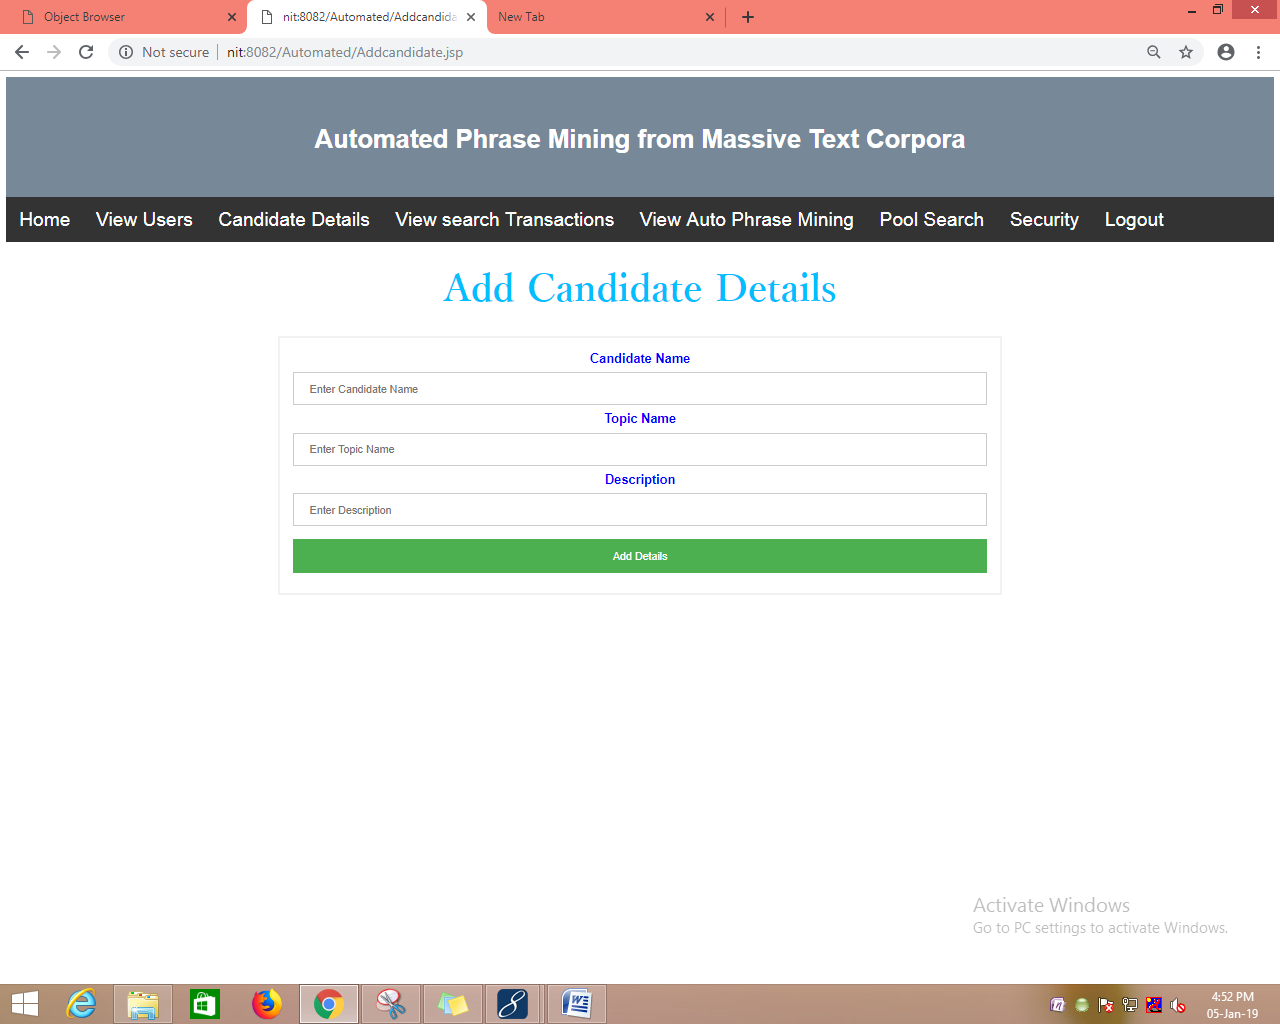 Object Browser
nit:8082/Automated/Addcandida
New Tab
Not secure
nit:8082/Automated/Addcandidate.jsp
Automated Phrase Mining from Massive Text Corpora
Home View Users Candidate Details View search Transactions View Auto Phrase Mining Pool Search Security Logout
Add Candidate Details
Candidate Name
Enter Candidate Name
Topic Name
Enter Topic Name
Description
Enter Description
Add Details
Activate Windows
Go to PC settings to activate Windows.
4:52 PM
05-Jan-19